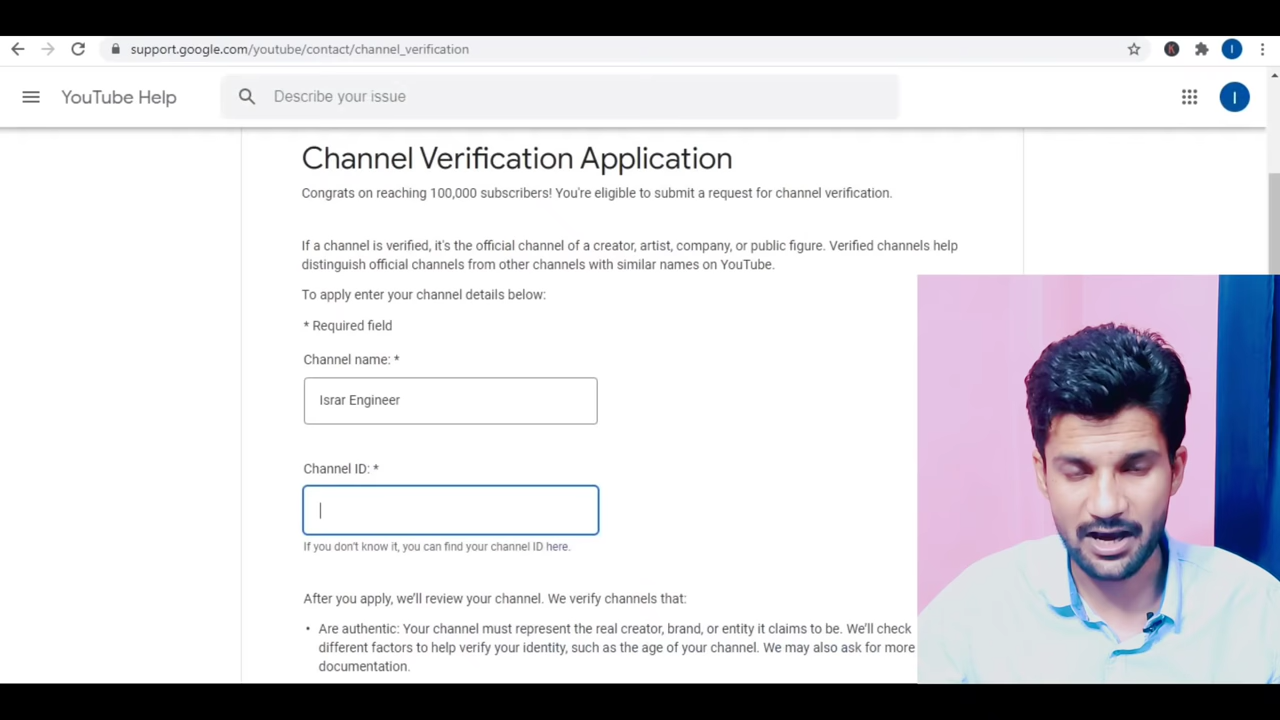 support.google.com/youtube/contact/channel_verification
K
I
YouTube Help
Describe your issue
I
Channel Verification Application
Congrats on reaching 100,000 subscribers! You're eligible to submit a request for channel verification.
If a channel is verified, it's the official channel of a creator, artist, company, or public figure. Verified channels help
distinguish official channels from other channels with similar names on YouTube.
To apply enter your channel details below:
* Required field
Channel name: *
Israr Engineer
Channel ID: *
If you don't know it, you can find your channel ID here.
After you apply, we'll review your channel. We verify channels that:
• Are authentic: Your channel must represent the real creator, brand, or entity it claims to be. We'll check
different factors to help verify your identity, such as the age of your channel. We may also ask for more
documentation.